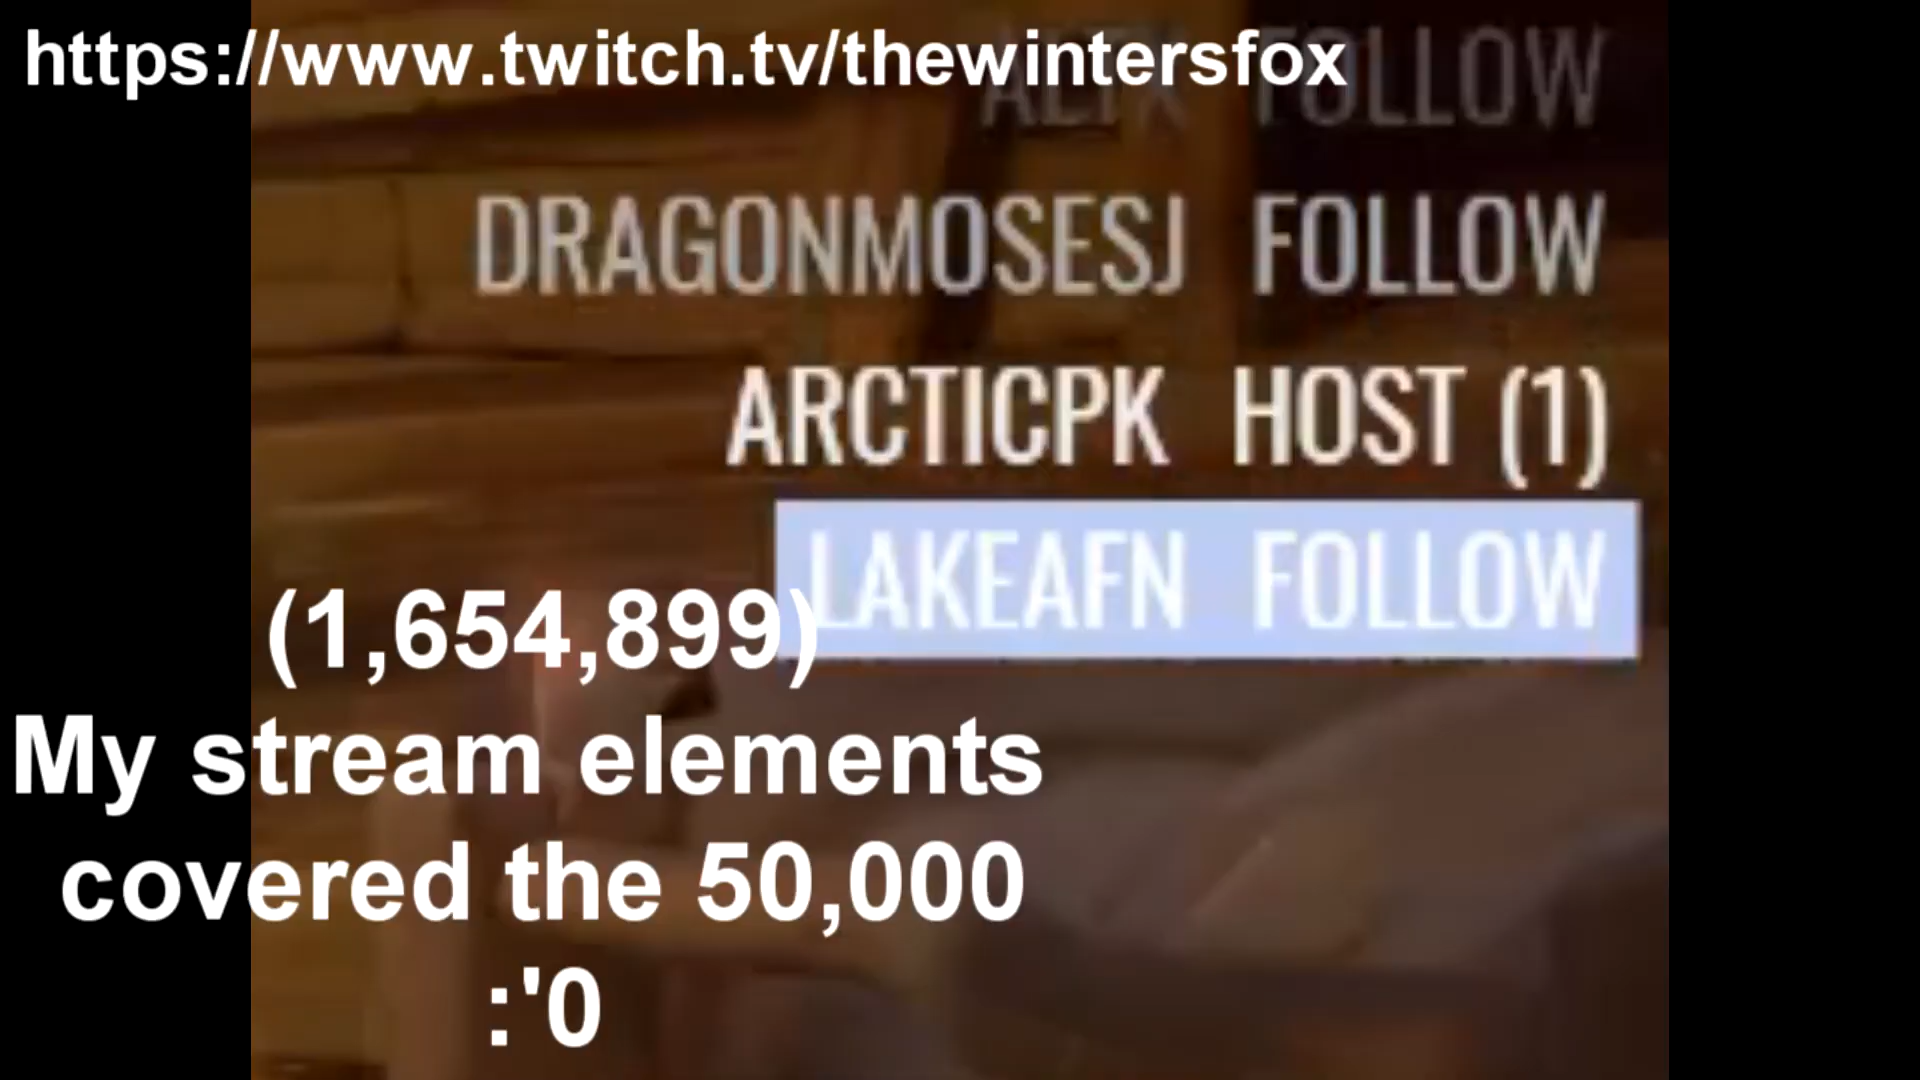 https://www.twitch.tv/thewintersfox
FOLLOW
DRAGONMOSESJ FOLLOW
ARCTICPK HOST (1)
LAKEAFN FOLLOW
(1,654,899)
My stream elements
covered the 50,000
:'0